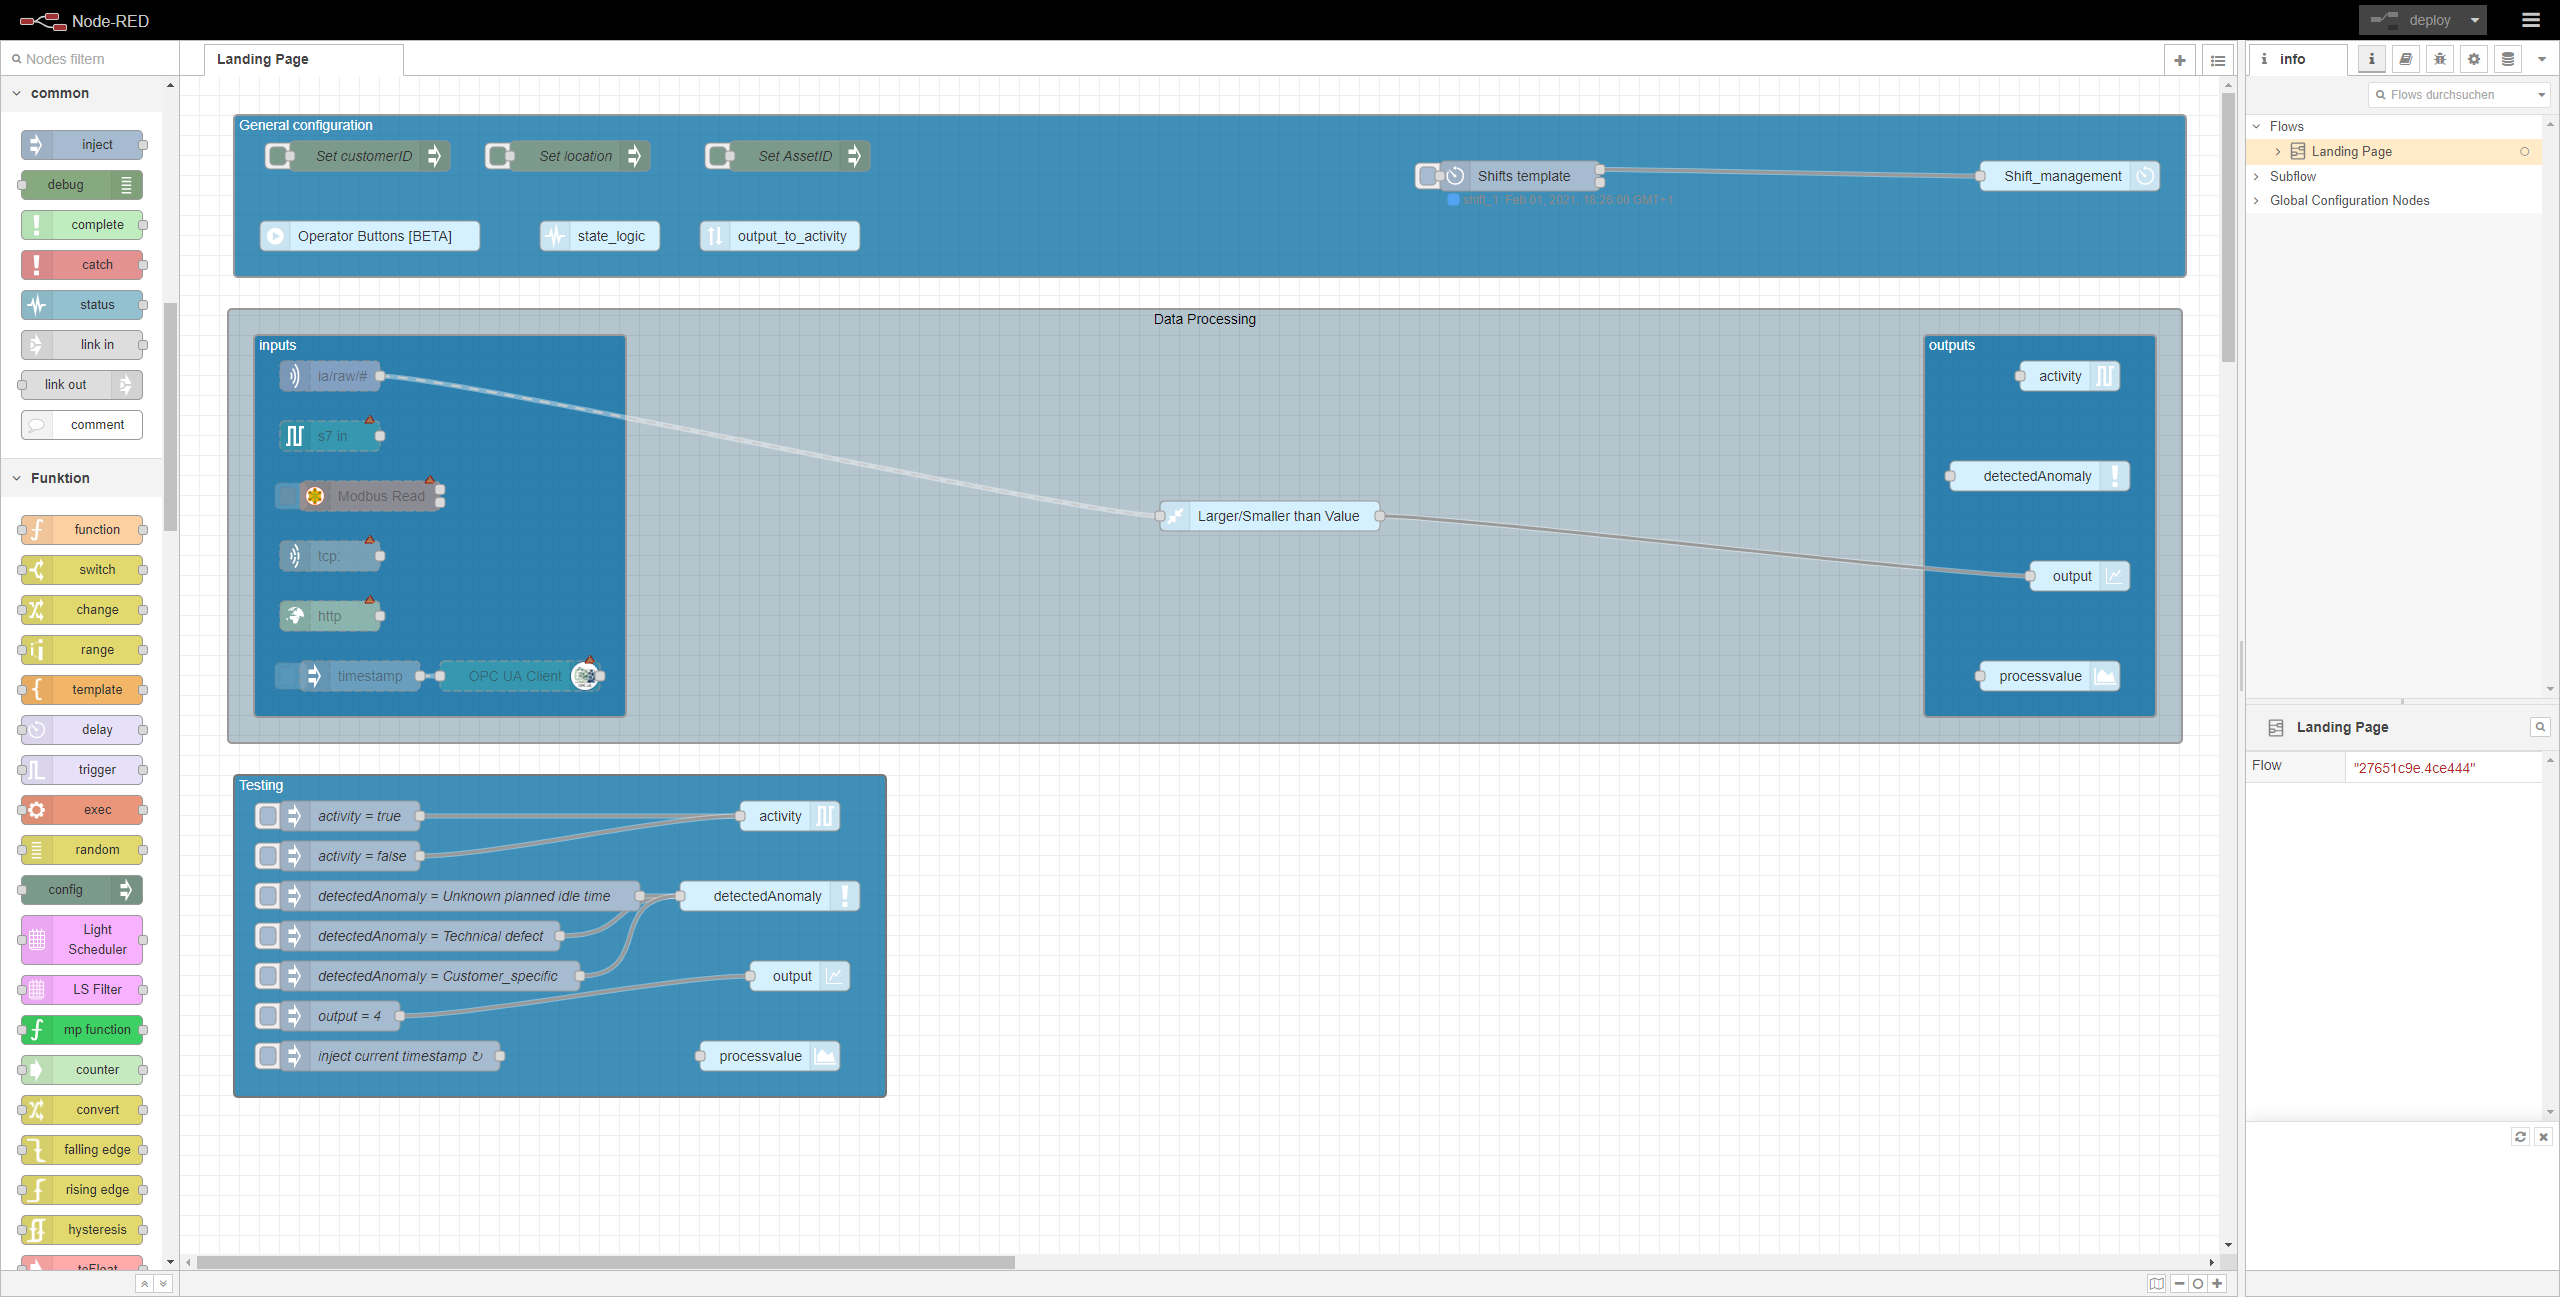 Node-RED
deploy
Nodes filtern
Landing Page
info
Flows durchsuchen
common
inject
debug
complete
catch
status
link in
link out
comment
Funktion
function
switch
change
range
template
delay
trigger
exec
random
config
Light
Scheduler
LS Filter
mp function
counter
convert
falling edge
rising edge
hysteresis
toFloat
General configuration
Set customerID
Set location
Set AssetID
Shifts template
shift_1: Feb 01, 2021, 18:26:00 GMT+1
Shift_management
Operator Buttons [BETA]
state_logic
output_to_activity
Data Processing
inputs
ia/raw/#
s7 in
Modbus Read
tcp:
http
timestamp
OPC UA Client
Larger/Smaller than Value
outputs
activity
detectedAnomaly
output
processvalue
Testing
activity = true
activity
activity = false
detectedAnomaly = Unknown planned idle time
detectedAnomaly
detectedAnomaly = Technical defect
detectedAnomaly = Customer_specific
output
output = 4
inject current timestamp ↻
processvalue
Flows
Landing Page
Subflow
Global Configuration Nodes
Landing Page
Flow
"27651c9e.4ce444"